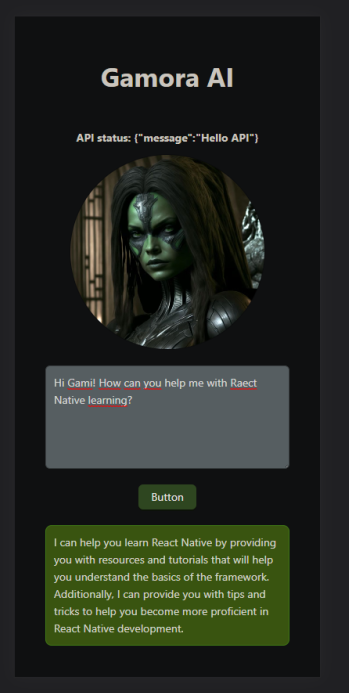 Gamora AI
API status: {"message":"Hello API"}
Hi Gami! How can you help me with Raect
Native learning?
Button
I can help you learn React Native by providing
you with resources and tutorials that will help
you understand the basics of the framework.
Additionally, I can provide you with tips and
tricks to help you become more proficient in
React Native development.